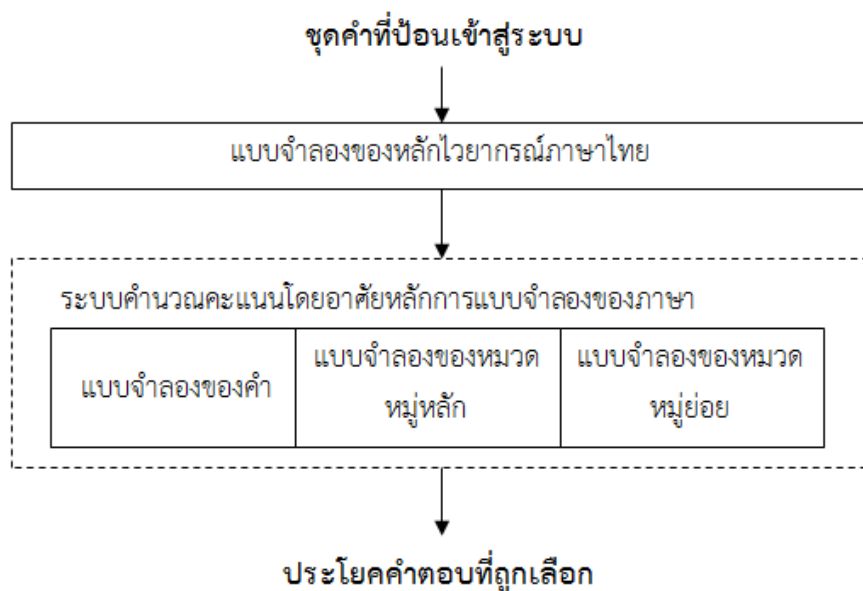 ชุดคำที่ป้อนเข้าสู่ระบบ
แบบจำลองของหลักไวยากรณ์ภาษาไทย
ระบบคำนวณคะแนนโดยอาศัยหลักการแบบจำลองของภาษา
แบบจำลองของคำ
แบบจำลองของหมวด
หมู่หลัก
แบบจำลองของหมวด
หมู่ย่อย
ประโยคคำตอบที่ถูกเลือก